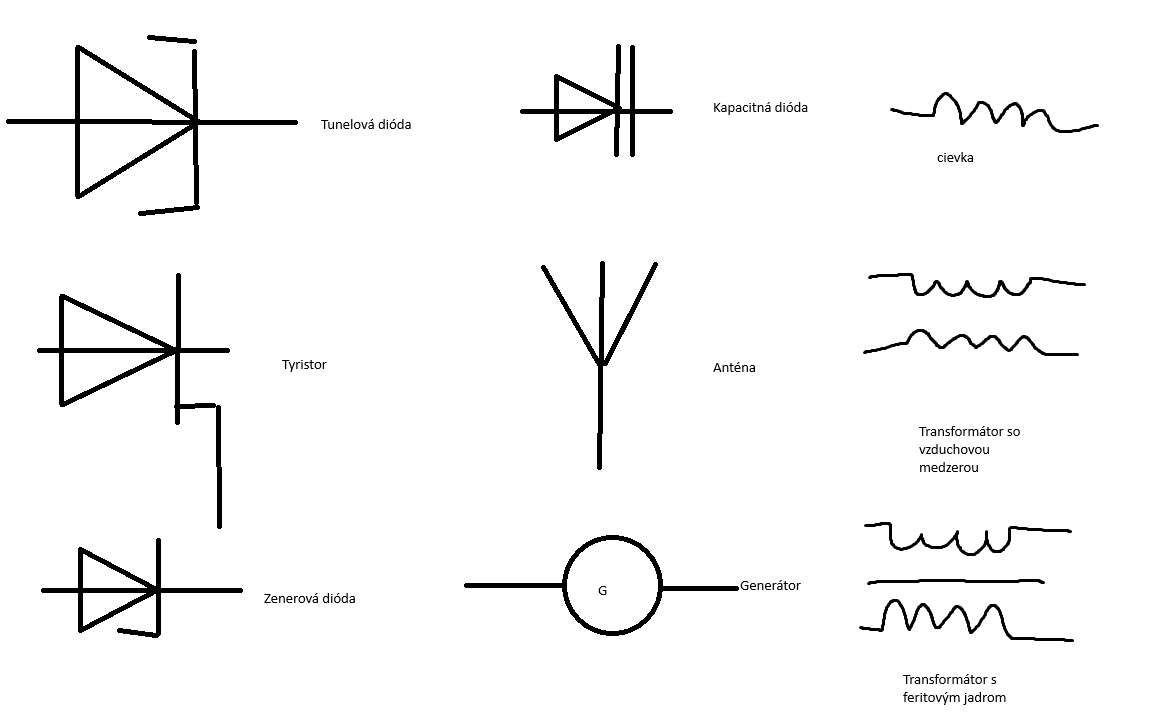 Tunelová dióda
Kapacitná dióda
cievka
Tyristor
Anténa
Transformátor so
vzduchovou
medzerou
Zenerová dióda
G
Generátor
Transformátor s
feritovým jadrom